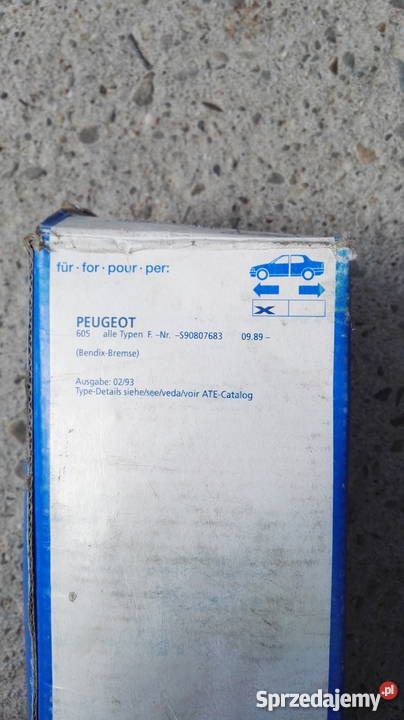 für·for·pour·per:
X
PEUGEOT
605 alle Typen F. -Nr. -S90807683 09.89 -
(Bendix-Bremse)
Ausgabe: 02/93
Type-Details siehe/see/veda/voir ATE-Catalog
Sprzedajemy.pl